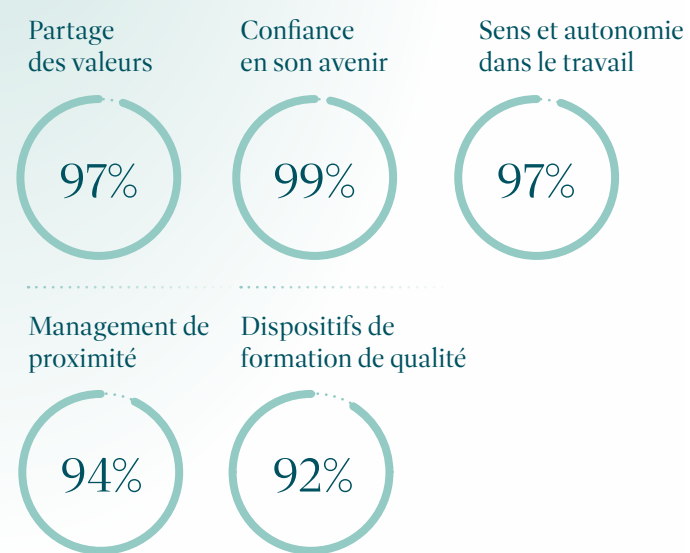 Partage
des valeurs
97%
Confiance
en son avenir
99%
Sens et autonomie
dans le travail
97%
Management de
proximité
94%
Dispositifs de
formation de qualité
92%